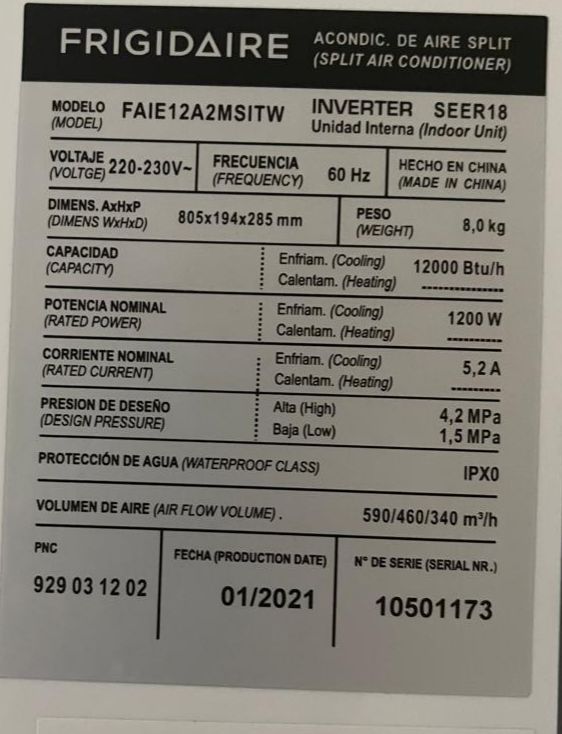 FRIGIDAIRE
ACONDIC. DE AIRE SPLIT
(SPLIT AIR CONDITIONER)
MODELO FAIE12A2MSITW INVERTER SEER18
(MODEL) Unidad Interna (Indoor Unit)
VOLTAJE 220-230V~ FRECUENCIA 60 Hz HECHO EN CHINA
(VOLTGE) (FREQUENCY) (MADE IN CHINA)
DIMENS. AxHxP 805x194x285 mm PESO 8,0 kg
(DIMENS WxHxD) (WEIGHT)
CAPACIDAD Enfriam. (Cooling) 12000 Btu/h
(CAPACITY) Calentam. (Heating) ----------
POTENCIA NOMINAL Enfriam. (Cooling) 1200 W
(RATED POWER) Calentam. (Heating) ----------
CORRIENTE NOMINAL Enfriam. (Cooling) 5,2 A
(RATED CURRENT) Calentam. (Heating) ----------
PRESION DE DESEÑO Alta (High) 4,2 MPa
(DESIGN PRESSURE) Baja (Low) 1,5 MPa
PROTECCIÓN DE AGUA (WATERPROOF CLASS) IPX0
VOLUMEN DE AIRE (AIR FLOW VOLUME) . 590/460/340 m³/h
PNC FECHA (PRODUCTION DATE) N° DE SERIE (SERIAL NR.)
929 03 12 02 01/2021 10501173